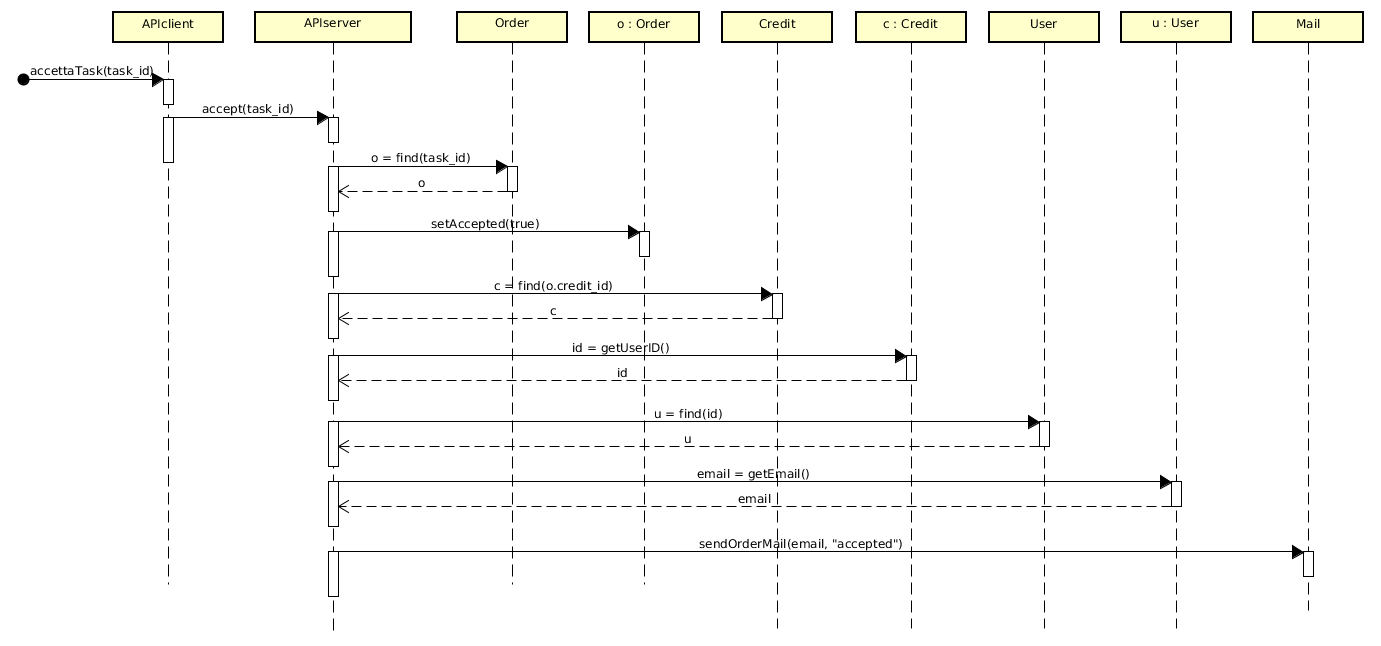 APIclient
APIserver
Order
o : Order
Credit
c : Credit
User
u : User
Mail
accettaTask(task_id)
accept(task_id)
o = find(task_id)
o
setAccepted(true)
c = find(o.credit_id)
c
id = getUserID()
id
u = find(id)
u
email = getEmail()
email
sendOrderMail(email, "accepted")